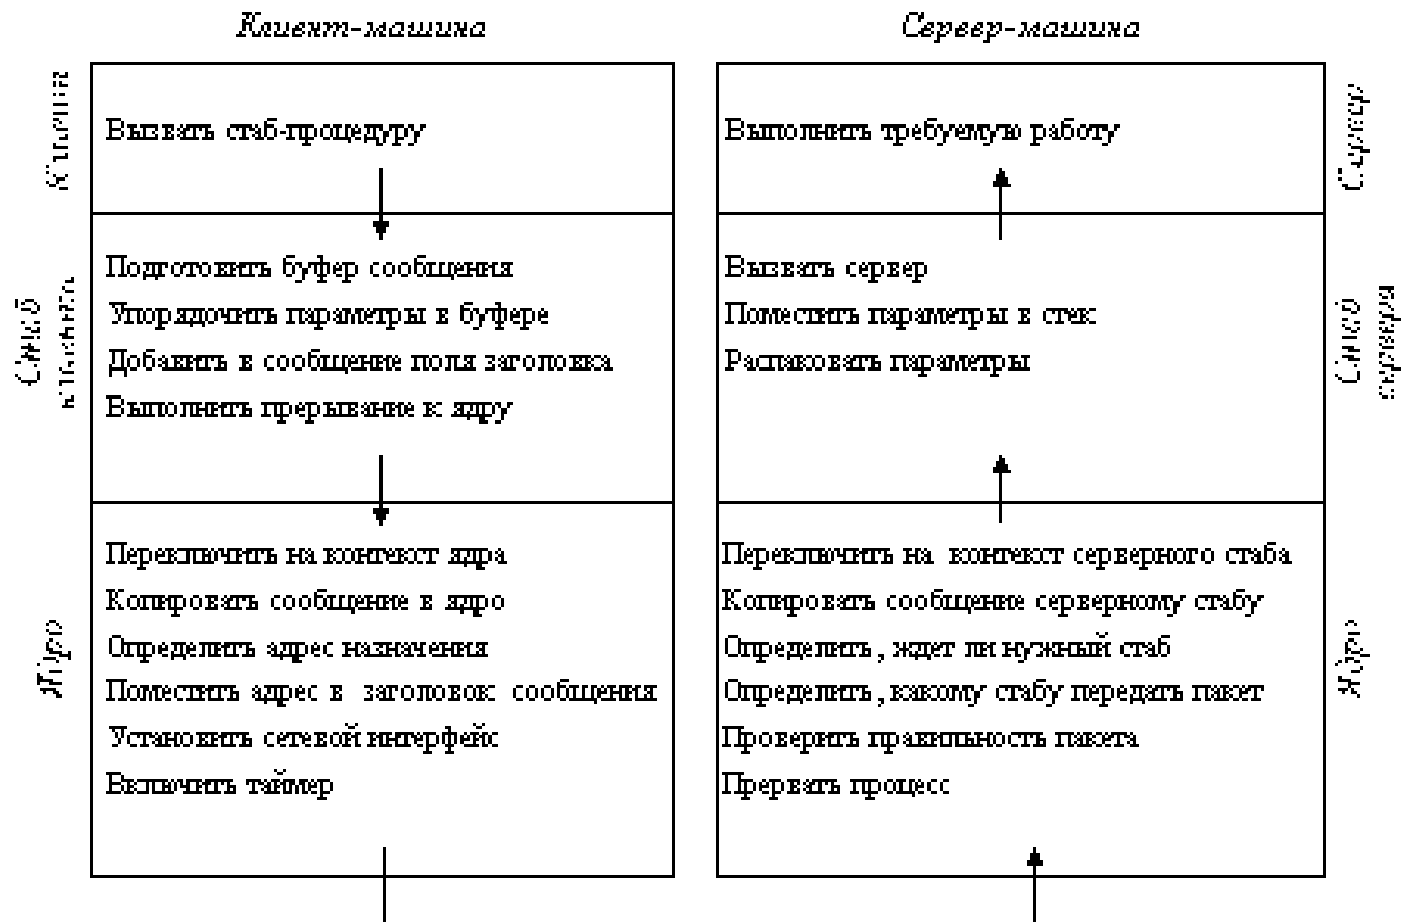 Клиент-машина
Клиент
Вызвать стаб-процедуру
Стаб
клиента
Подготовить буфер сообщения
Упорядочить параметры в буфере
Добавить в сообщение поля заголовка
Выполнить прерывание к ядру
Ядро
Переключить на контекст ядра
Копировать сообщение в ядро
Определить адрес назначения
Поместить адрес в заголовок сообщения
Установить сетевой интерфейс
Включить таймер
Сервер-машина
Выполнить требуемую работу
Сервер
Вызвать сервер
Поместить параметры в стек
Распаковать параметры
Стаб
сервера
Переключить на контекст серверного стаба
Копировать сообщение серверному стабу
Определить, ждет ли нужный стаб
Определить, какому стабу передать пакет
Проверить правильность пакета
Прервать процесс
Ядро